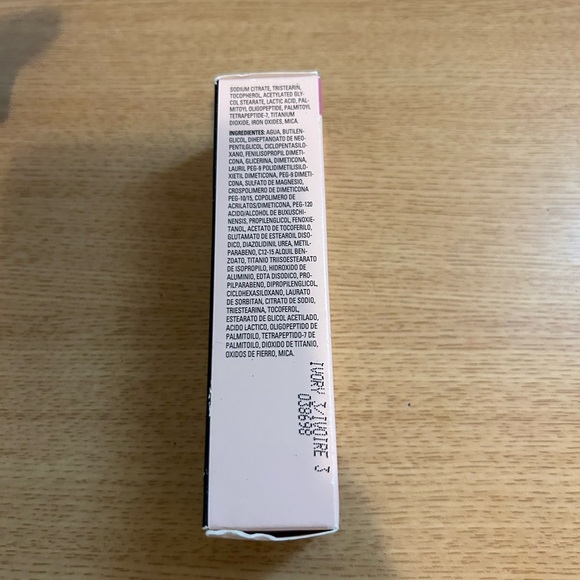 SODIUM CITRATE, TRISTEARIN,
TOCOPHEROL, ACETYLATED GLY-
COL STEARATE, LACTIC ACID, PAL-
MITOYL OLIGOPEPTIDE, PALMITOYL
TETRAPEPTIDE-7, TITANIUM
DIOXIDE, IRON OXIDES, MICA.
INGREDIENTES: AGUA, BUTILEN-
GLICOL, DIHEPTANOATO DE NEO-
PENTILGLICOL, CICLOPENTASILO-
XANO, FENILISOPROPIL DIMETI-
CONA, GLICERINA, DIMETICONA,
LAURIL PEG-9 POLIDIMETILSILO-
XIETIL DIMETICONA, PEG-9 DIMETI-
CONA, SULFATO DE MAGNESIO,
CROSPOLIMERO DE DIMETICONA
PEG-10/15, COPOLIMERO DE
ACRILATOS/DIMETICONA, PEG-120
ACIDO/ALCOHOL DE BUXUS CHI-
NENSIS, PROPILENGLICOL, FENOXIE-
TANOL, ACETATO DE TOCOFERILO,
GLUTAMATO DE ESTEAROIL DISO-
DICO, DIAZOLIDINIL UREA, METIL-
PARABENO, C12-15 ALQUIL BEN-
ZOATO, TITANIO TRIISOESTEARATO
DE ISOPROPILO, HIDROXIDO DE
ALUMINIO, EDTA DISODICO, PRO-
PILPARABENO, DIPROPILENGLICOL,
CICLOHEXASILOXANO, LAURATO
DE SORBITAN, CITRATO DE SODIO,
TRIESTEARINA, TOCOFEROL,
ESTEARATO DE GLICOL ACETILADO,
ACIDO LACTICO, OLIGOPEPTIDO DE
PALMITOILO, TETRAPEPTIDO-7 DE
PALMITOILO, DIOXIDO DE TITANIO,
OXIDOS DE FIERRO, MICA.
IVORY 3/IVOIRE 3
038698